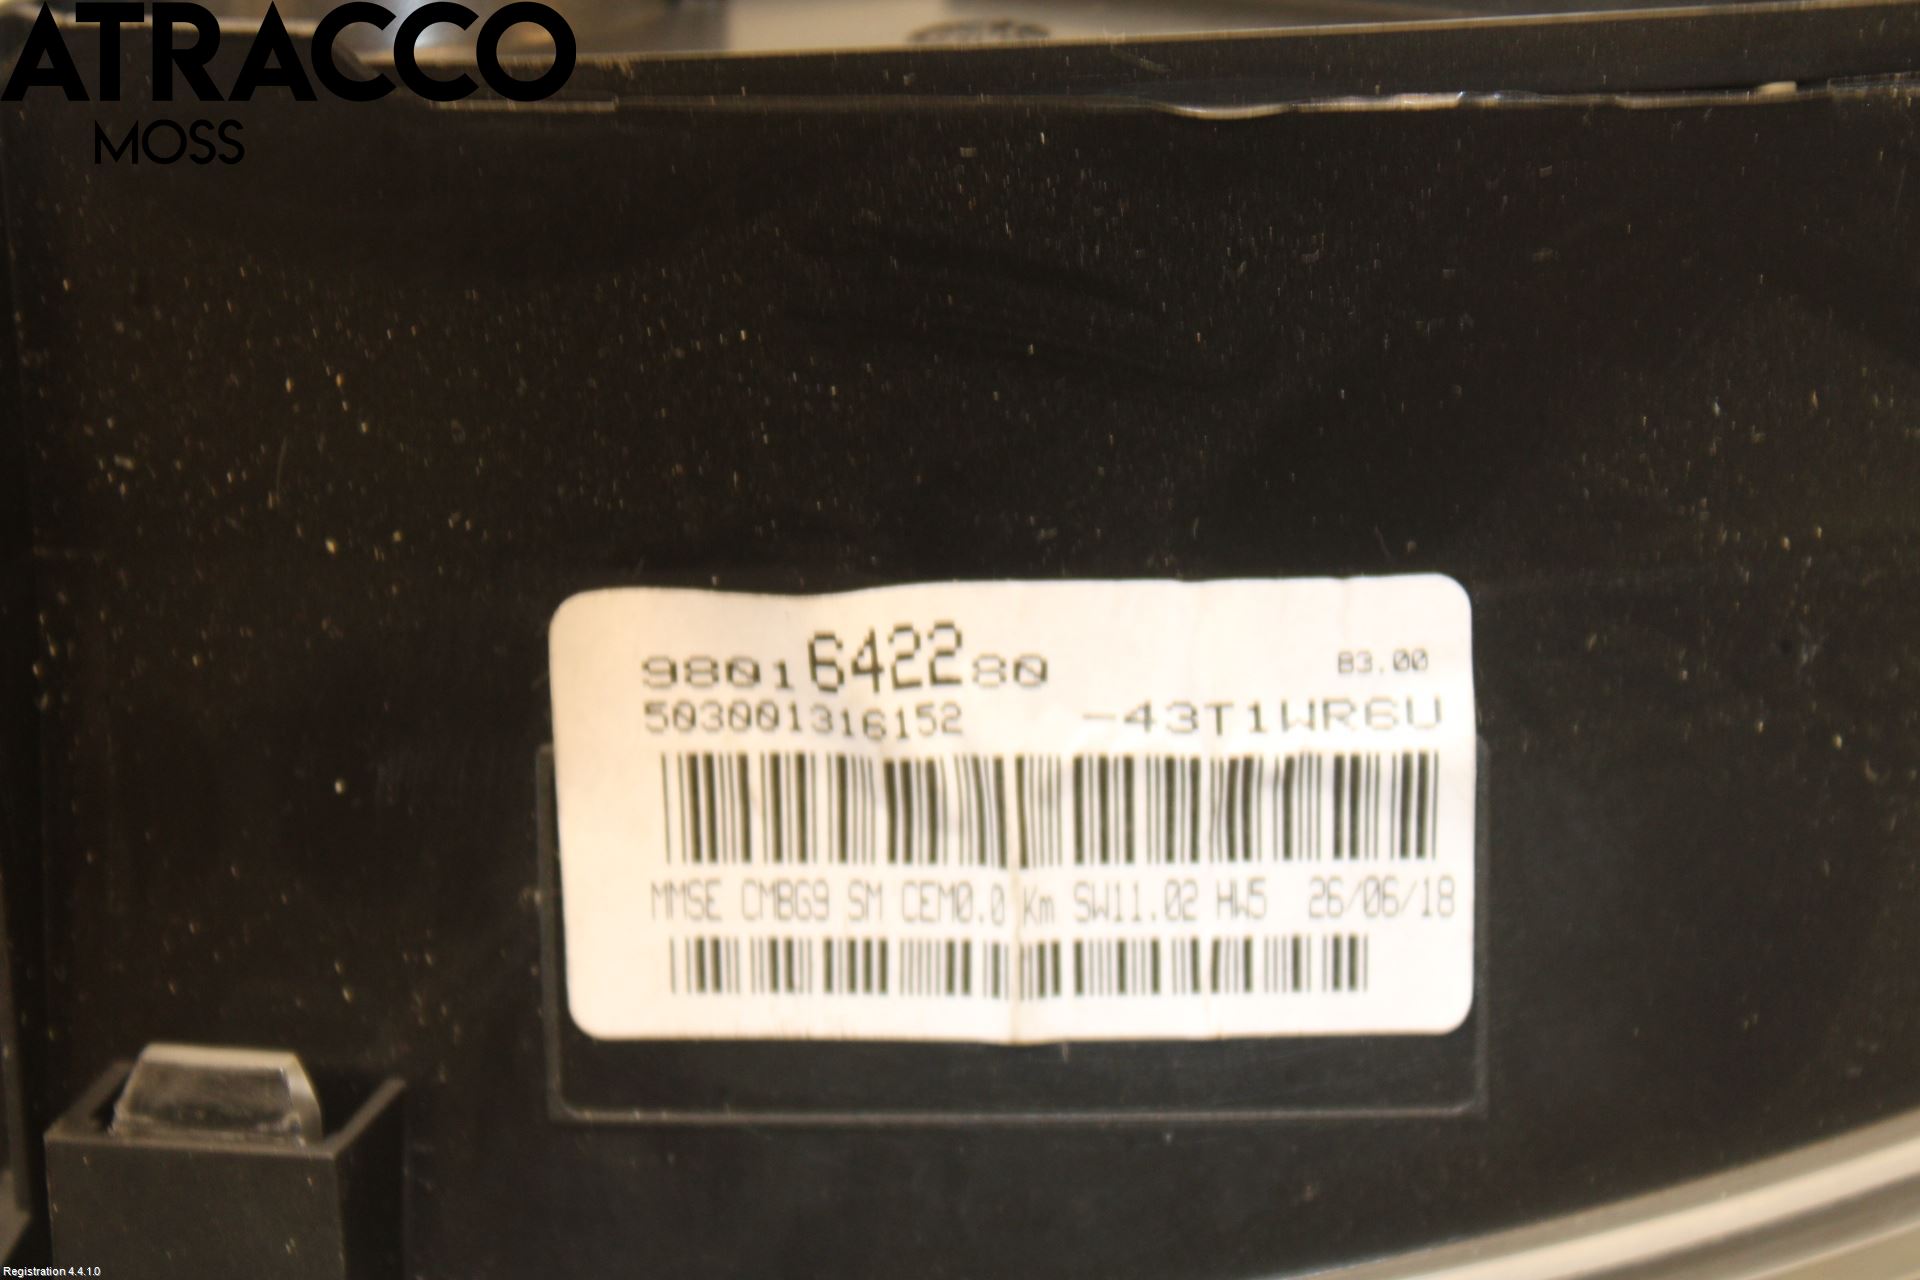 ATRACCO
MOSS
9801642280 B3.00
503001316152 -43T1WR6U
MMSE CMBG9 SM CEM0.0 Km SW11.02 HW5 26/06/18
Registration 4.4.1.0